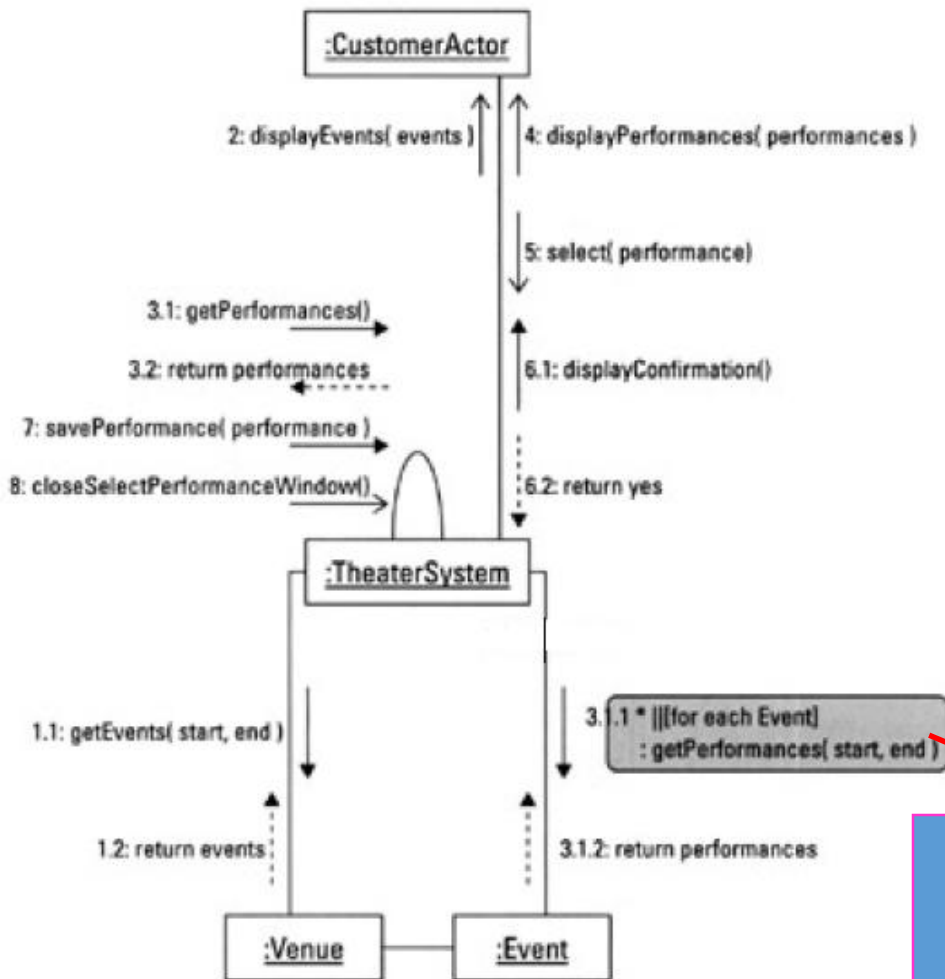 :CustomerActor
2: displayEvents( events )
4: displayPerformances( performances )
5: select( performance)
3.1: getPerformances()
3.2: return performances
6.1: displayConfirmation()
7: savePerformance( performance )
8: closeSelectPerformanceWindow()
6.2: return yes
:TheaterSystem
1.1: getEvents( start, end )
3.1.1 * ||[for each Event]
: getPerformances( start, end )
1.2: return events
3.1.2: return performances
:Venue
:Event